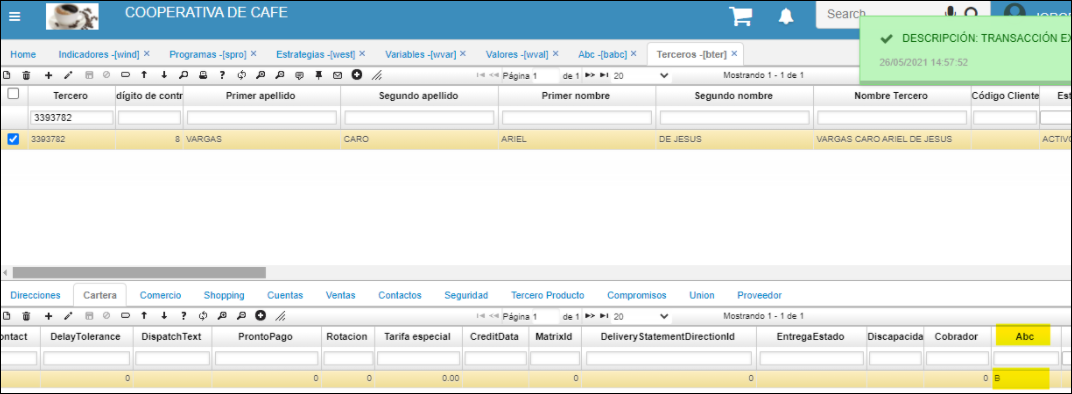 COOPERATIVA DE CAFE
Search
DESCRIPCIÓN: TRANSACCIÓN EX
26/05/2021 14:57:52
Home Indicadores -[wind] × Programas -[spro] × Estrategias -[west] × Variables -[wvar] × Valores -[wval] × Abc -[babc] × Terceros -[bter] ×
Página 1 de 1 20 Mostrando 1 - 1 de 1
Tercero dígito de contr Primer apellido Segundo apellido Primer nombre Segundo nombre Nombre Tercero Código Cliente Est
3393782
3393782 8 VARGAS CARO ARIEL DE JESUS VARGAS CARO ARIEL DE JESUS ACTIVO
Direcciones Cartera Comercio Shopping Cuentas Ventas Contactos Seguridad Tercero Producto Compromisos Union Proveedor
Página 1 de 1 20 Mostrando 1 - 1 de 1
ontact DelayTolerance DispatchText ProntoPago Rotacion Tarifa especial CreditData MatrixId DeliveryStatementDirectionId EntregaEstado Discapacida Cobrador Abc
0 0 0 0.00 0 0 0 B